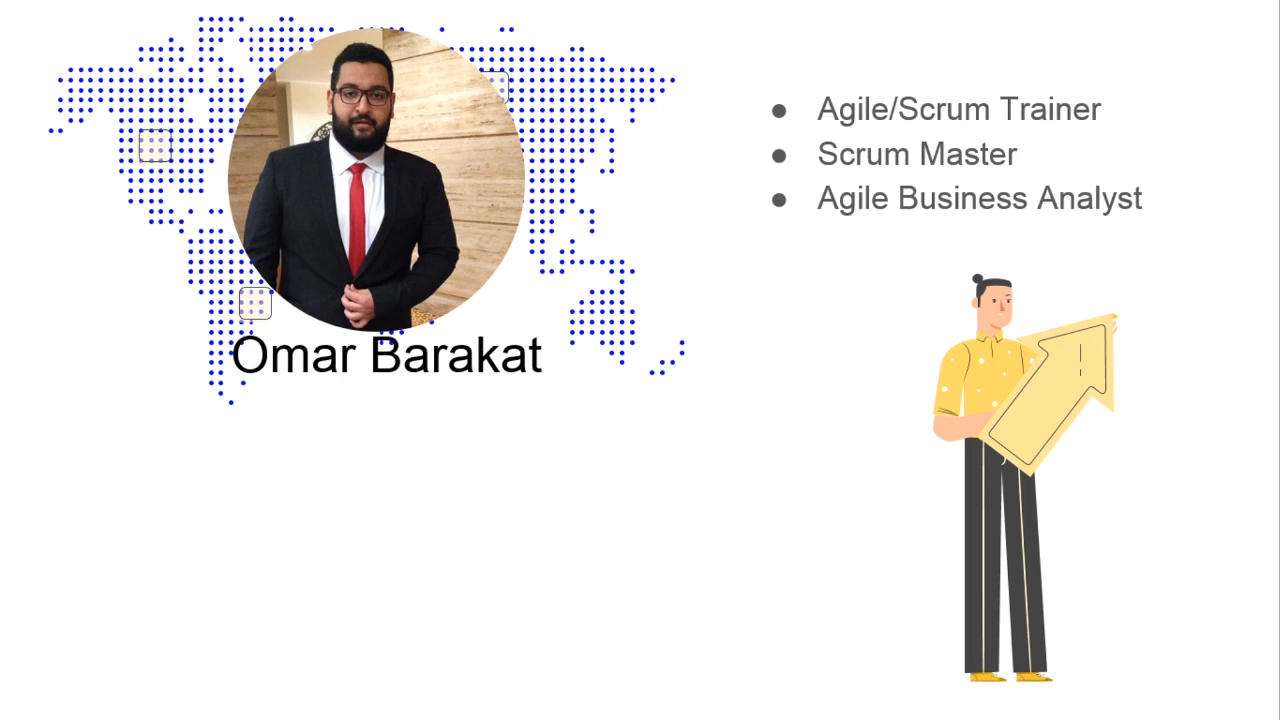 Omar Barakat
● Agile/Scrum Trainer
● Scrum Master
● Agile Business Analyst